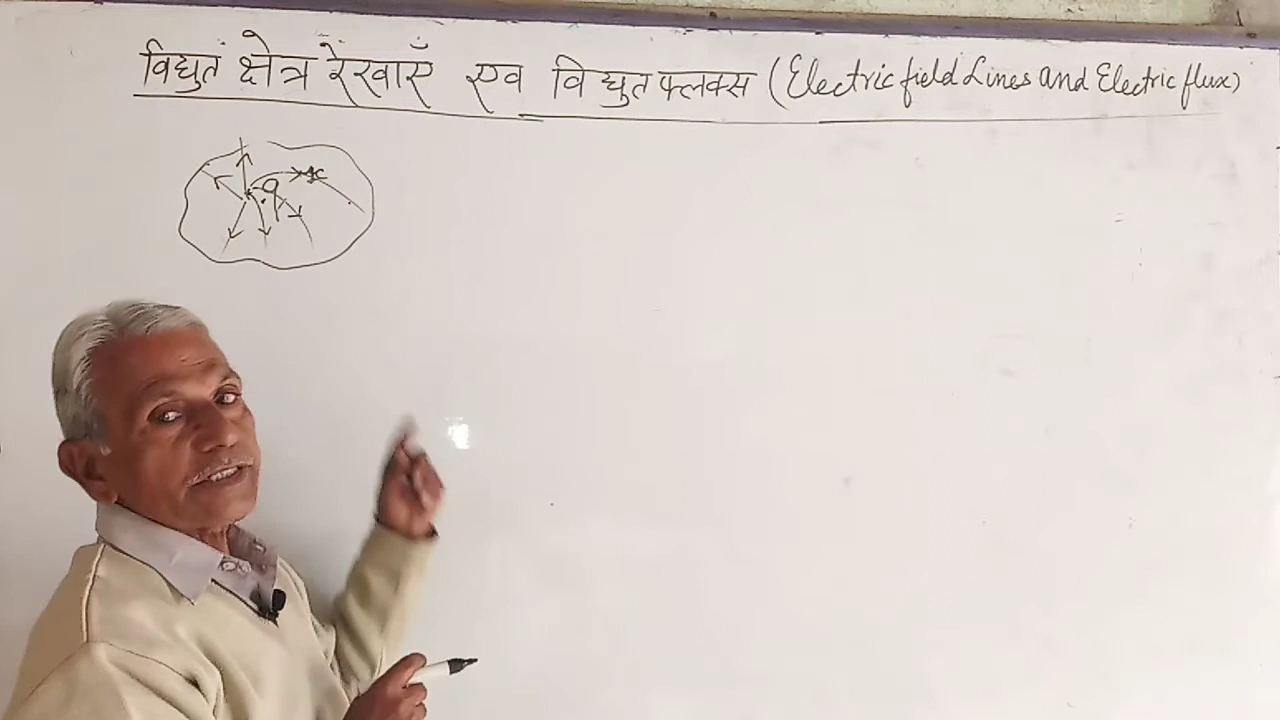 विद्युत क्षेत्र रेखाएँ एव विद्युत फ्लक्स (Electric field Lines and Electric flux)
q